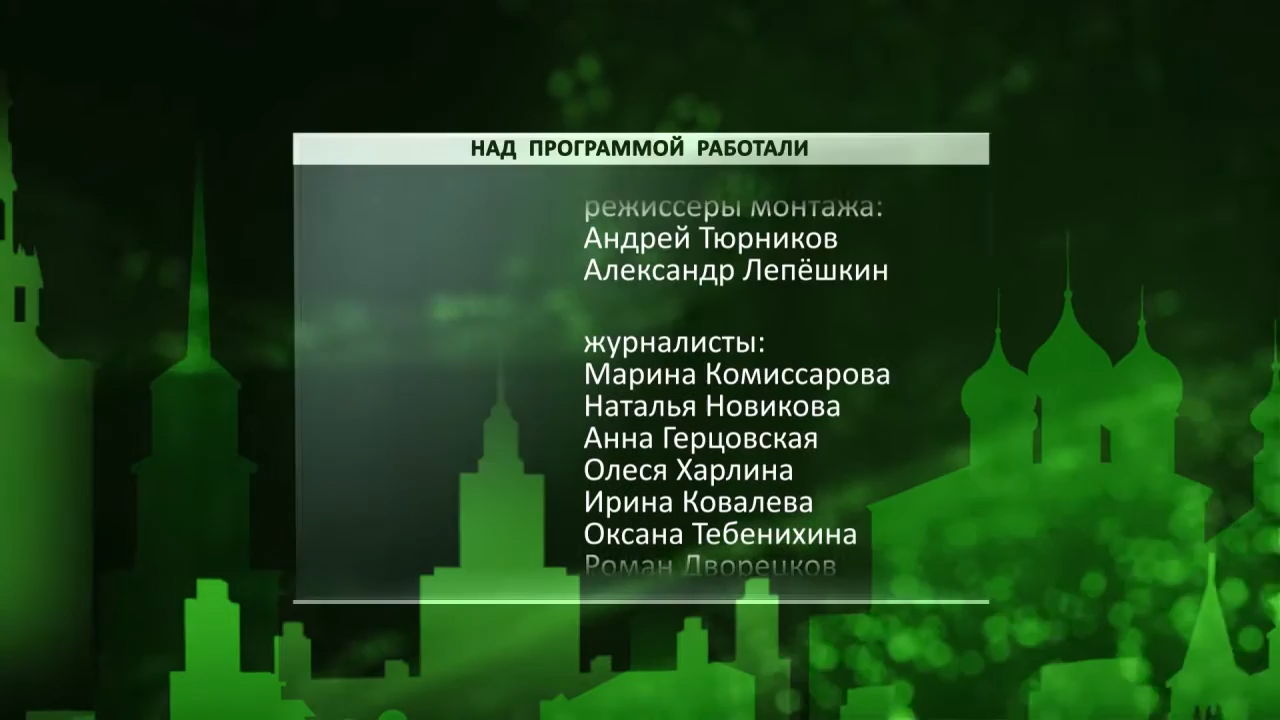 НАД ПРОГРАММОЙ РАБОТАЛИ
режиссеры монтажа:
Андрей Тюрников
Александр Лепёшкин
журналисты:
Марина Комиссарова
Наталья Новикова
Анна Герцовская
Олеся Харлина
Ирина Ковалева
Оксана Тебенихина
Роман Дворецков